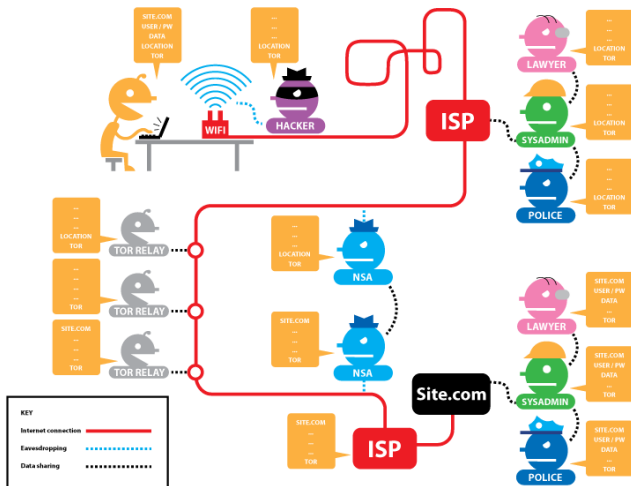 SITE.COM
USER / PW
DATA
LOCATION
TOR
...
...
...
LOCATION
TOR
WIFI
HACKER
ISP
...
...
...
LOCATION
TOR
LAWYER
...
...
...
LOCATION
TOR
SYSADMIN
...
...
...
LOCATION
TOR
POLICE
...
...
...
LOCATION
TOR
TOR RELAY
...
...
...
...
TOR
TOR RELAY
SITE.COM
...
...
...
TOR
TOR RELAY
...
...
...
LOCATION
TOR
NSA
SITE.COM
...
...
...
TOR
NSA
Site.com
SITE.COM
...
...
...
TOR
ISP
SITE.COM
USER / PW
DATA
...
TOR
LAWYER
SITE.COM
USER / PW
DATA
...
TOR
SYSADMIN
SITE.COM
USER / PW
DATA
...
TOR
POLICE
KEY
Internet connection
Eavesdropping
Data sharing